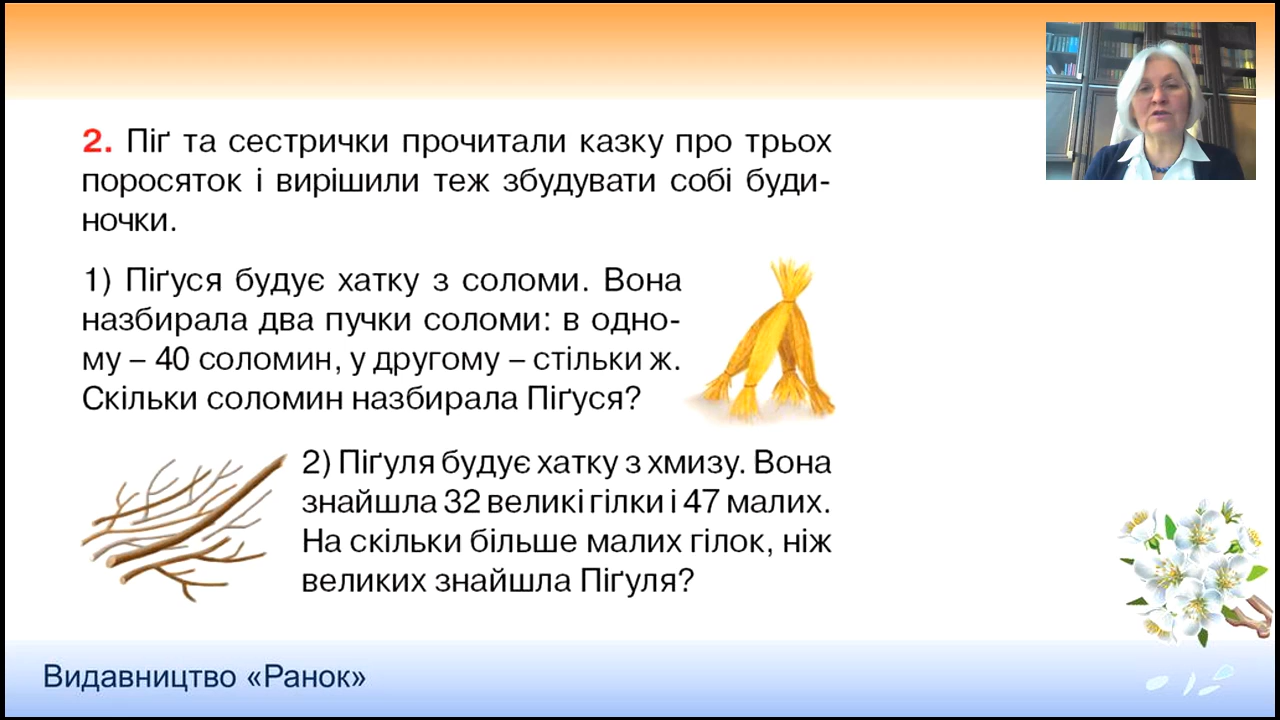 2. Піґ та сестрички прочитали казку про трьох
поросяток і вирішили теж збудувати собі буди-
ночки.
1) Піґуся будує хатку з соломи. Вона
назбирала два пучки соломи: в одно-
му – 40 соломин, у другому – стільки ж.
Скільки соломин назбирала Піґуся?
2) Піґуля будує хатку з хмизу. Вона
знайшла 32 великі гілки і 47 малих.
На скільки більше малих гілок, ніж
великих знайшла Піґуля?
Видавництво «Ранок»